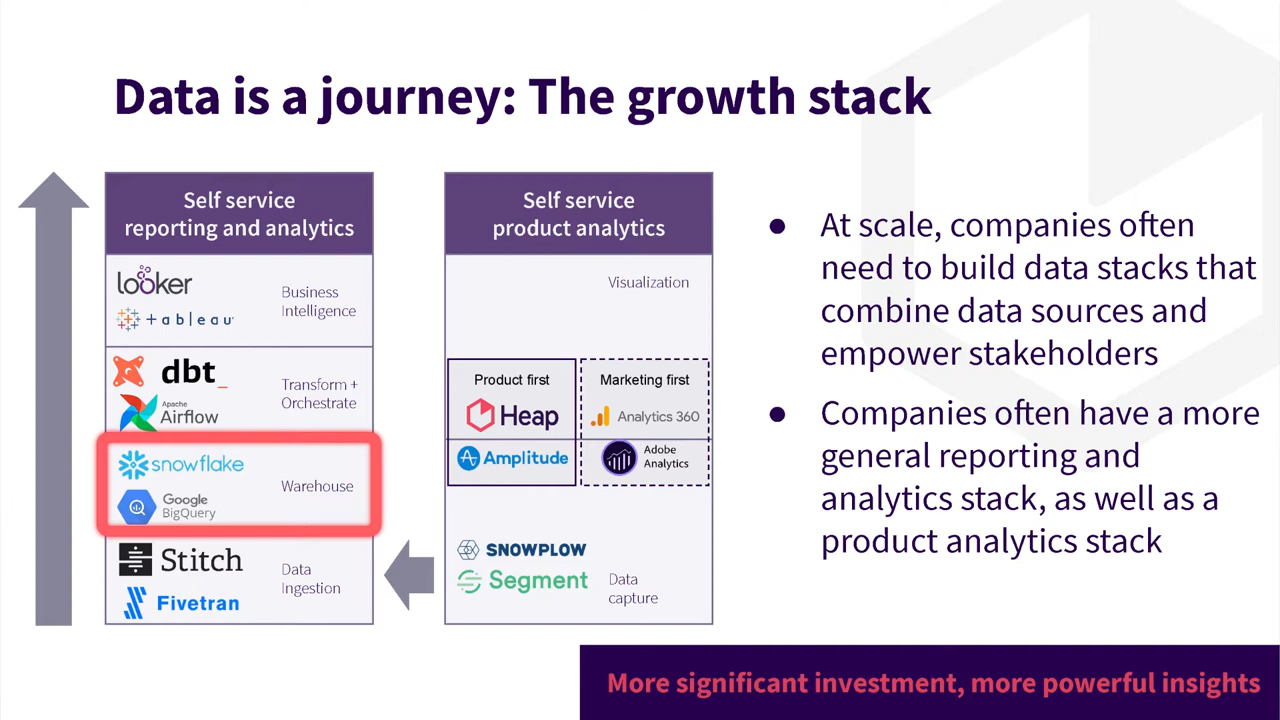 Data is a journey: The growth stack
Self service
reporting and analytics
looker
Business
Intelligence
+ a b | e a u
dbt_
Transform +
Orchestrate
Apache
Airflow
snowflake
Warehouse
Google
BigQuery
Stitch
Data
Ingestion
Fivetran
Self service
product analytics
Visualization
Product first
Marketing first
Heap
Analytics 360
Amplitude
Adobe
Analytics
SNOWPLOW
Segment
Data
capture
● At scale, companies often
need to build data stacks that
combine data sources and
empower stakeholders
● Companies often have a more
general reporting and
analytics stack, as well as a
product analytics stack
More significant investment, more powerful insights